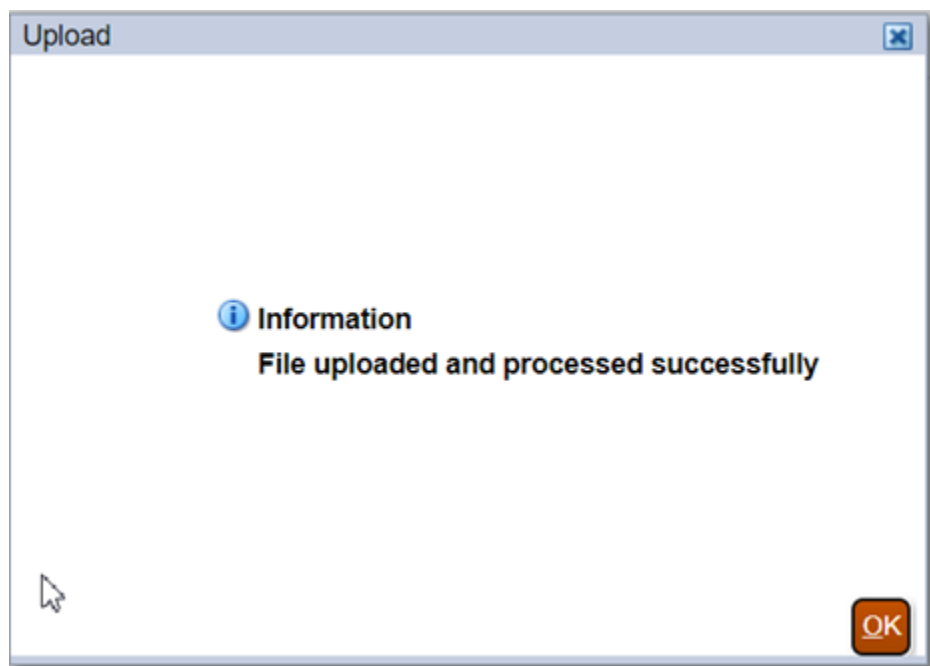 Upload
Information
File uploaded and processed successfully
OK